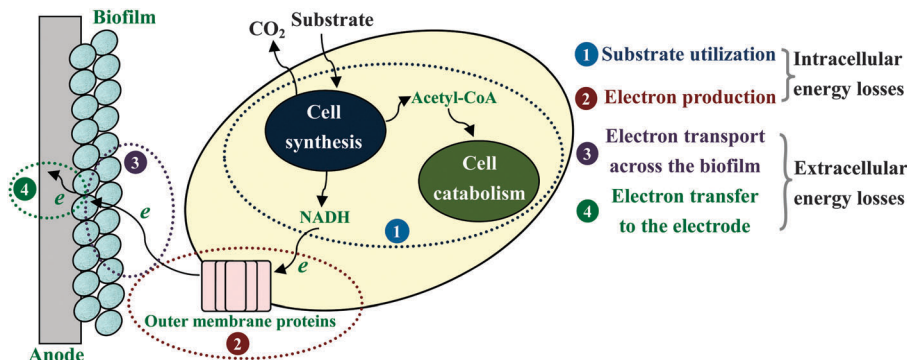 Biofilm
CO₂
Substrate
Cell
synthesis
Acetyl-CoA
Cell
catabolism
NADH
1
e
Outer membrane proteins
2
3
4
e
e
Anode
1 Substrate utilization
2 Electron production
Intracellular
energy losses
3 Electron transport
across the biofilm
4 Electron transfer
to the electrode
Extracellular
energy losses